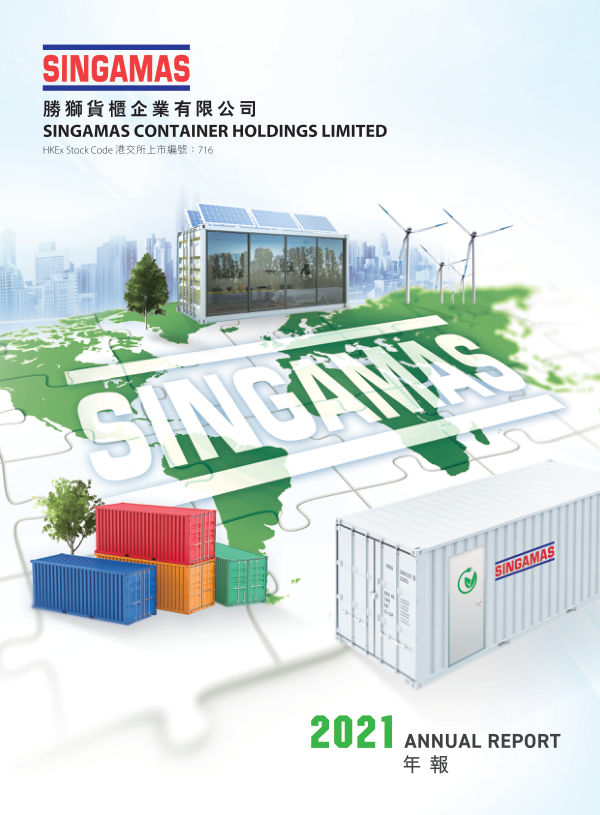 SINGAMAS
勝獅貨櫃企業有限公司
SINGAMAS CONTAINER HOLDINGS LIMITED
HKEx Stock Code 港交所上市編號：716
SINGAMAS
SINGAMAS
2021 ANNUAL REPORT
年報